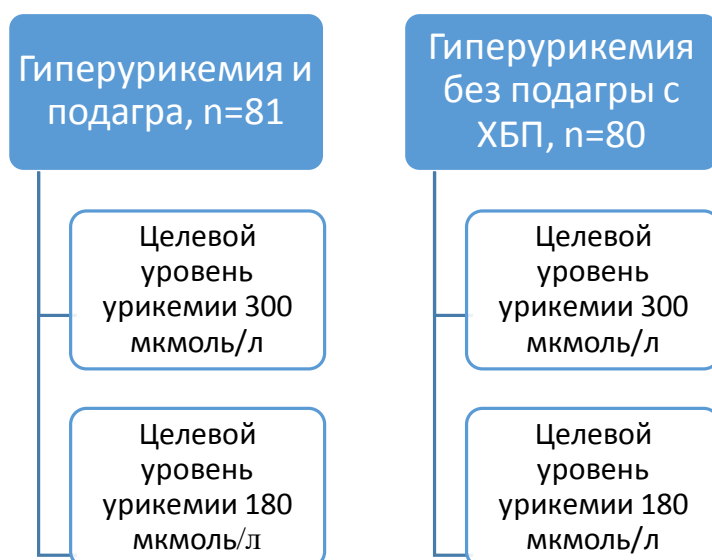 Гиперурикемия и
подагра, n=81
Целевой
уровень
урикемии 300
мкмоль/л
Целевой
уровень
урикемии 180
мкмоль/л
Гиперурикемия
без подагры с
ХБП, n=80
Целевой
уровень
урикемии 300
мкмоль/л
Целевой
уровень
урикемии 180
мкмоль/л